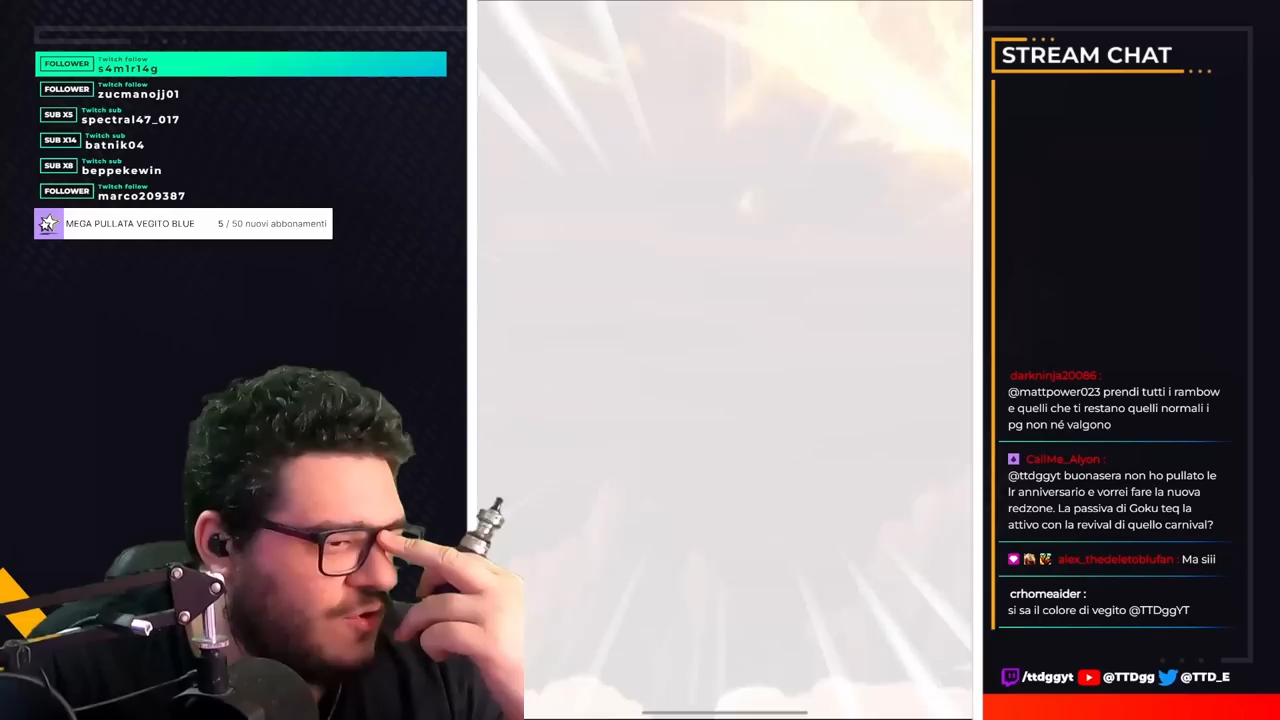 FOLLOWER
Twitch follow
s4m1r14g
FOLLOWER
Twitch follow
zucmanojj01
SUB X5
Twitch sub
spectral47_017
SUB X14
Twitch sub
batnik04
SUB X8
Twitch sub
beppekewin
FOLLOWER
Twitch follow
marco209387
MEGA PULLATA VEGITO BLUE 5 / 50 nuovi abbonamenti
STREAM CHAT
darkninja20086 :
@mattpower023 prendi tutti i rambow
e quelli che ti restano quelli normali i
pg non né valgono
CallMe_Alyon :
@ttdggyt buonasera non ho pullato le
lr anniversario e vorrei fare la nuova
redzone. La passiva di Goku teq la
attivo con la revival di quello carnival?
alex_thedeletoblufan : Ma siii
crhomeaider :
si sa il colore di vegito @TTDggYT
/ttdggyt @TTDgg @TTD_E